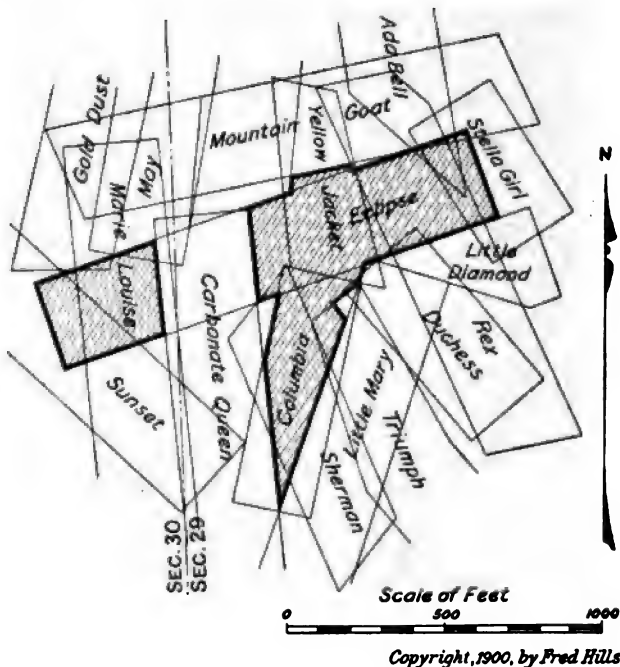 Ada Bell
Gold Dust
Mountain
Yellow
Jacket
Goat
Stella Girl
Marie
May
Eclipse
N
Louise
Carbonate Queen
Little
Diamond
Rex
Duchess
Sunset
Columbia
Little Mary
Triumph
Sherman
SEC. 30
SEC. 29
Scale of Feet
0 500 1000
Copyright, 1900, by Fred Hills